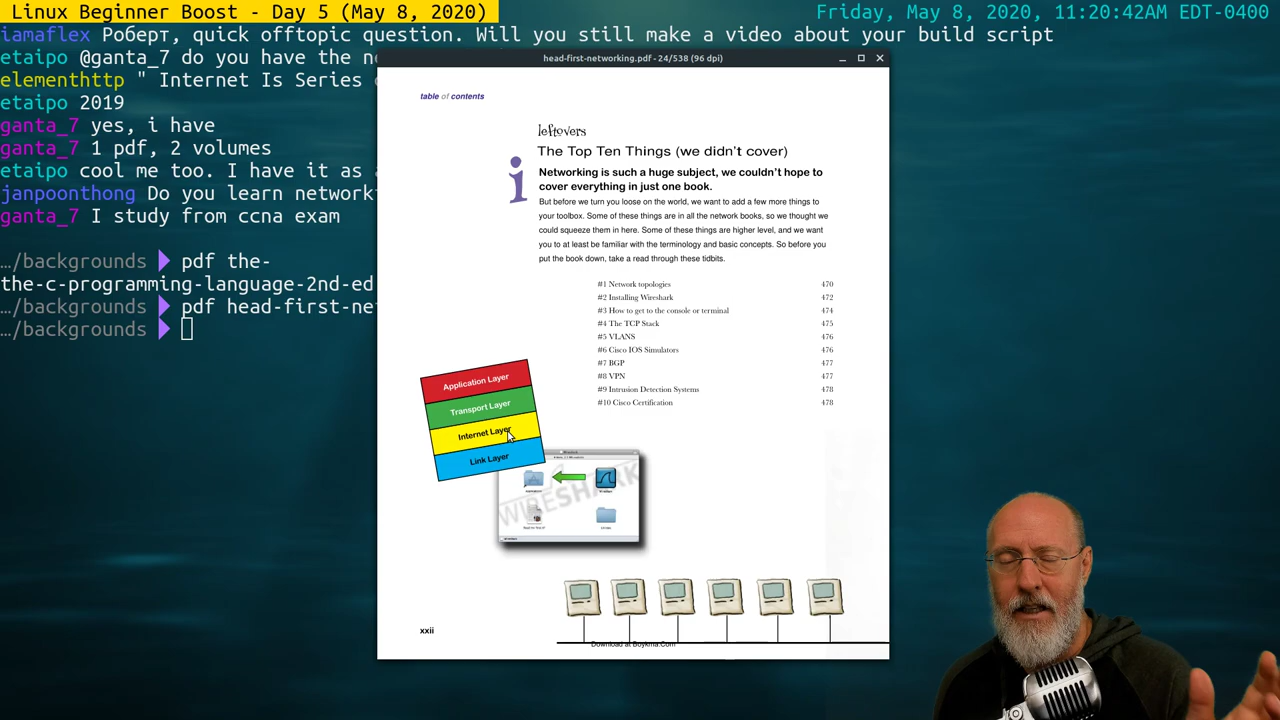 Linux Beginner Boost - Day 5 (May 8, 2020)
Friday, May 8, 2020, 11:20:42AM EDT-0400
iamaflex Роберт, quick offtopic question. Will you still make a video about your build script
etaipo @ganta_7 do you have the n
elementhttp " Internet Is Series
etaipo 2019
ganta_7 yes, i have
ganta_7 1 pdf, 2 volumes
etaipo cool me too. I have it as
janpoonthong Do you learn network
ganta_7 I study from ccna exam
…/backgrounds pdf the-
the-c-programming-language-2nd-ed
…/backgrounds pdf head-first-net
…/backgrounds
head-first-networking.pdf - 24/538 (96 dpi)
table of contents
leftovers
The Top Ten Things (we didn't cover)
i
Networking is such a huge subject, we couldn't hope to
cover everything in just one book.
But before we turn you loose on the world, we want to add a few more things to
your toolbox. Some of these things are in all the network books, so we thought we
could squeeze them in here. Some of these things are higher level, and we want
you to at least be familiar with the terminology and basic concepts. So before you
put the book down, take a read through these tidbits.
#1 Network topologies 470
#2 Installing Wireshark 472
#3 How to get to the console or terminal 474
#4 The TCP Stack 475
#5 VLANS 476
#6 Cisco IOS Simulators 476
#7 BGP 477
#8 VPN 477
#9 Intrusion Detection Systems 478
#10 Cisco Certification 478
Application Layer
Transport Layer
Internet Layer
Link Layer
WIRESHARK
xxii
Download at Boykma.Com